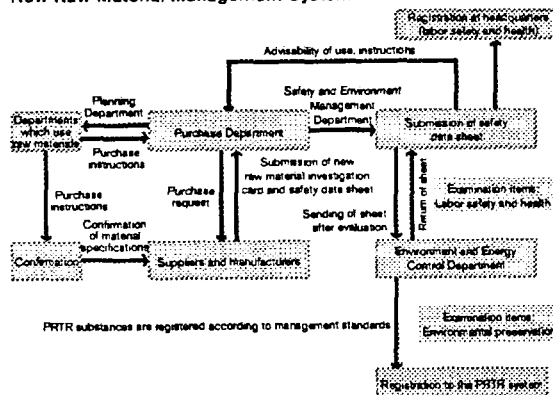 New Raw Material Management System
Registration at headquarters
(labor safety and health)
Advisability of use, instructions
Planning
Department
Safety and Environment
Management
Department
Departments
which use
raw materials
Purchase Department
Submission of safety
data sheet
Purchase
instructions
Purchase
instructions
Purchase
request
Submission of new
raw material investigation
card and safety data sheet
Return of sheet
Examination items:
Labor safety and health
Confirmation
of material
specifications
Sending of sheet
after evaluation
Confirmation
Suppliers and manufacturers
Environment and Energy
Control Department
PRTR substances are registered according to management standards
Examination items:
Environmental preservation
Registration to the PRTR system